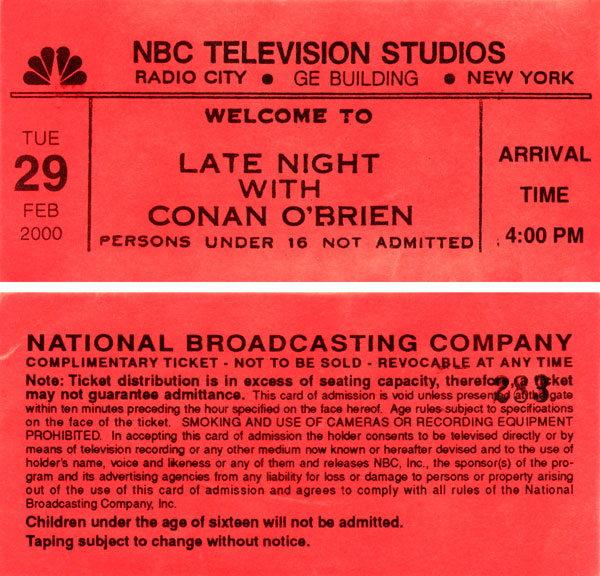 NBC TELEVISION STUDIOS
RADIO CITY ● GE BUILDING ● NEW YORK
TUE
29
FEB
2000
WELCOME TO
LATE NIGHT
WITH
CONAN O'BRIEN
PERSONS UNDER 16 NOT ADMITTED
ARRIVAL
TIME
4:00 PM
NATIONAL BROADCASTING COMPANY
COMPLIMENTARY TICKET - NOT TO BE SOLD - REVOCABLE AT ANY TIME
Note: Ticket distribution is in excess of seating capacity, therefore, a ticket
may not guarantee admittance. This card of admission is void unless presented at its gate
within ten minutes preceding the hour specified on the face hereof. Age rules subject to specifications
on the face of the ticket. SMOKING AND USE OF CAMERAS OR RECORDING EQUIPMENT
PROHIBITED. In accepting this card of admission the holder consents to be televised directly or by
means of television recording or any other medium now known or hereafter devised and to the use of
holder's name, voice and likeness or any of them and releases NBC, Inc., the sponsor(s) of the pro-
gram and its advertising agencies from any liability for loss or damage to persons or property arising
out of the use of this card of admission and agrees to comply with all rules of the National
Broadcasting Company, Inc.
Children under the age of sixteen will not be admitted.
Taping subject to change without notice.